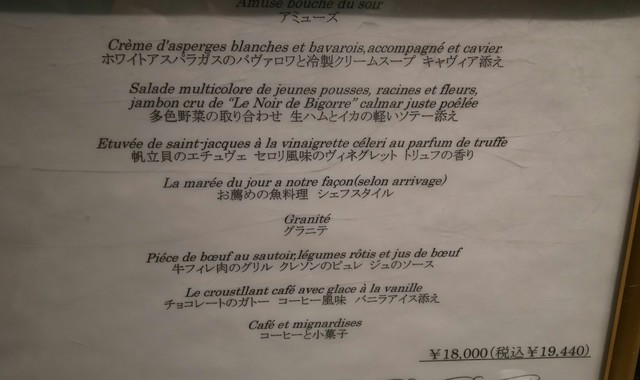 Amuse bouche du soir
アミューズ
Crème d'asperges blanches et bavarois,accompagné et cavier
ホワイトアスパラガスのバヴァロワと冷製クリームスープ キャヴィア添え
Salade multicolore de jeunes pousses, racines et fleurs,
jambon cru de “Le Noir de Bigorre” calmar juste poêlée
多色野菜の取り合わせ 生ハムとイカの軽いソテー添え
Etuvée de saint-jacques à la vinaigrette céleri au parfum de truffe
帆立貝のエチュヴェ セロリ風味のヴィネグレット トリュフの香り
La marée du jour a notre façon(selon arrivage)
お薦めの魚料理 シェフスタイル
Granité
グラニテ
Piéce de bœuf au sautoir,légumes rôtis et jus de bœuf
牛フィレ肉のグリル クレソンのピュレ ジュのソース
Le croustllant café avec glace à la vanille
チョコレートのガトー コーヒー風味 バニラアイス添え
Café et mignardises
コーヒーと小菓子
￥18,000(税込￥19,440)